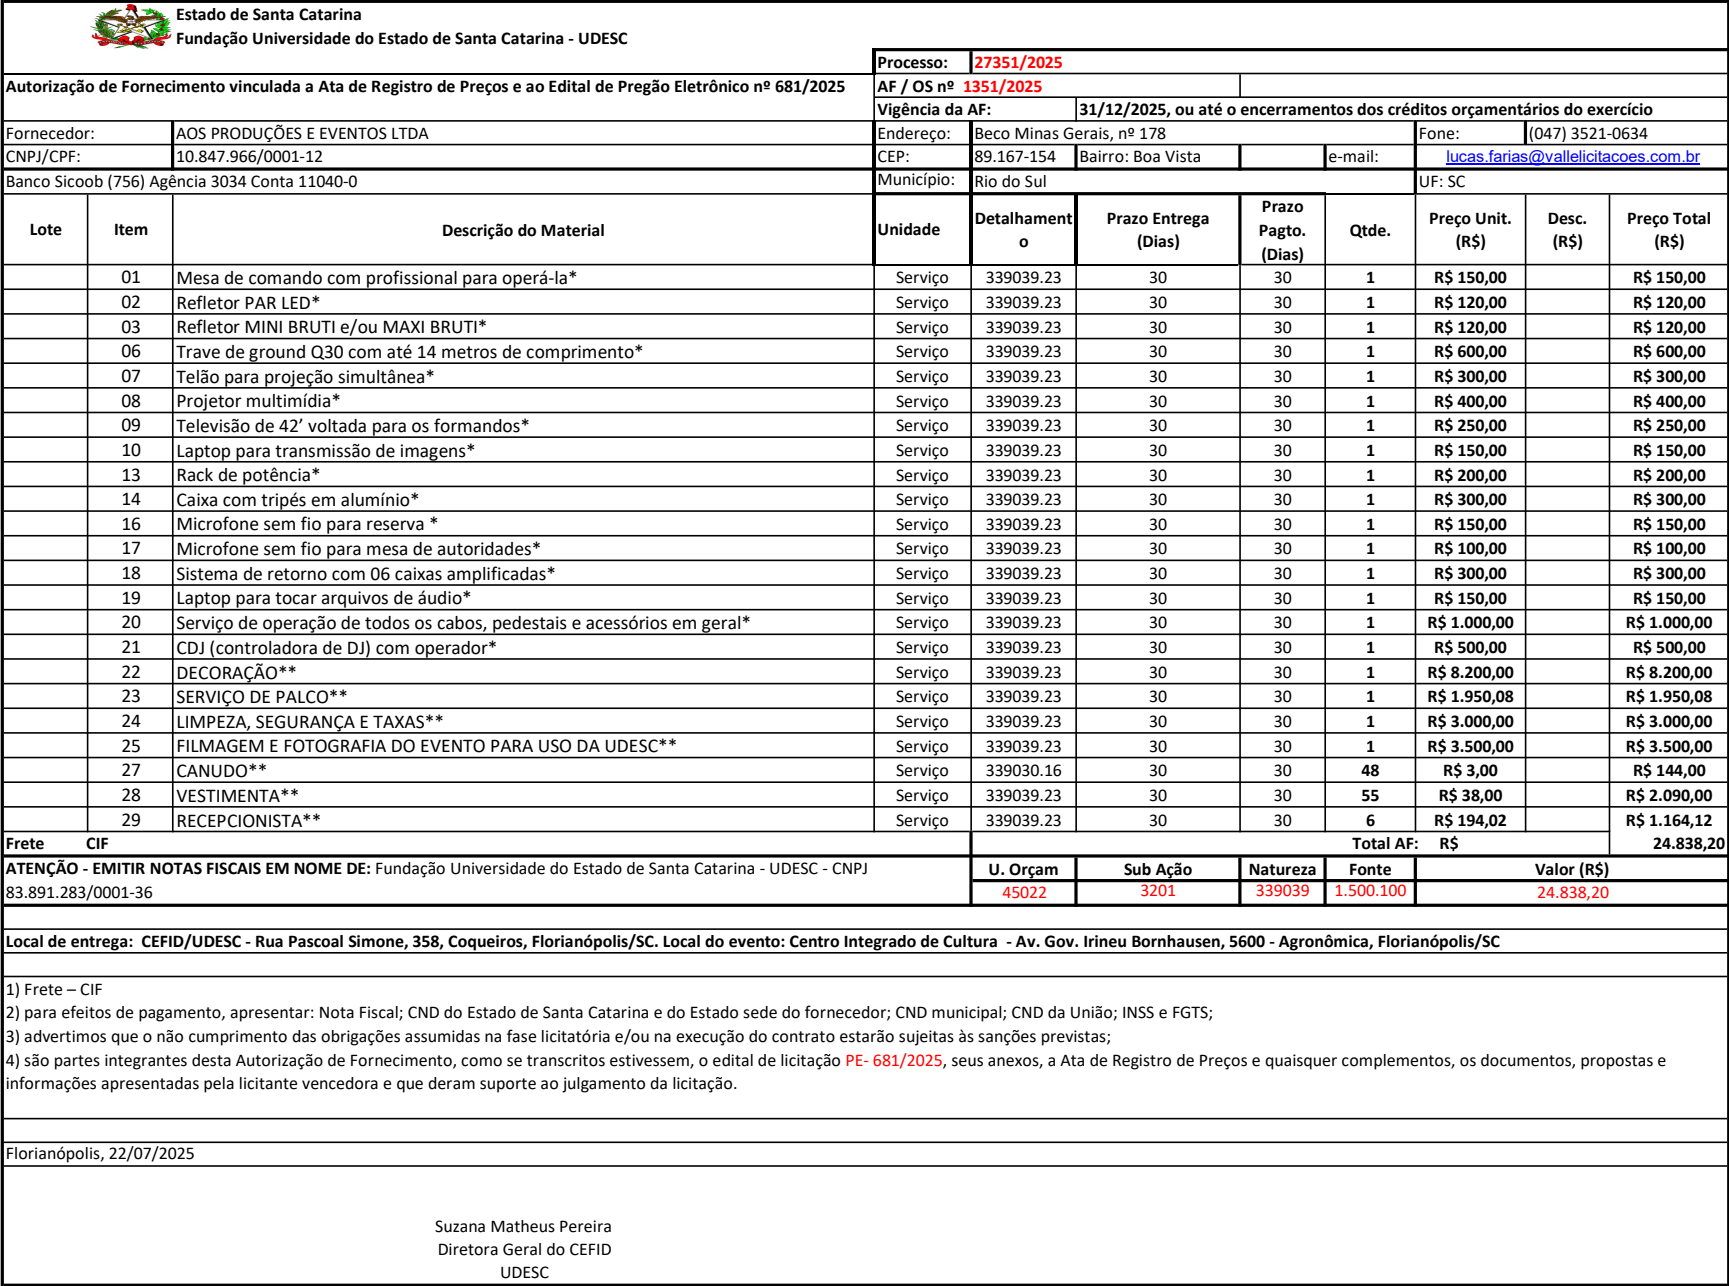 Estado de Santa Catarina
Fundação Universidade do Estado de Santa Catarina - UDESC
Processo: 27351/2025
Autorização de Fornecimento vinculada a Ata de Registro de Preços e ao Edital de Pregão Eletrônico nº 681/2025 AF / OS nº 1351/2025
Vigência da AF: 31/12/2025, ou até o encerramentos dos créditos orçamentários do exercício
Fornecedor: AOS PRODUÇÕES E EVENTOS LTDA Endereço: Beco Minas Gerais, nº 178 Fone: (047) 3521-0634
CNPJ/CPF: 10.847.966/0001-12 CEP: 89.167-154 Bairro: Boa Vista e-mail: lucas.farias@vallelicitacoes.com.br
Banco Sicoob (756) Agência 3034 Conta 11040-0 Município: Rio do Sul UF: SC
Lote Item Descrição do Material Unidade Detalhamento Prazo Entrega (Dias) Prazo Pagto. (Dias) Qtde. Preço Unit. (R$) Desc. (R$) Preço Total (R$)
01 Mesa de comando com profissional para operá-la* Serviço 339039.23 30 30 1 R$ 150,00 R$ 150,00
02 Refletor PAR LED* Serviço 339039.23 30 30 1 R$ 120,00 R$ 120,00
03 Refletor MINI BRUTI e/ou MAXI BRUTI* Serviço 339039.23 30 30 1 R$ 120,00 R$ 120,00
06 Trave de ground Q30 com até 14 metros de comprimento* Serviço 339039.23 30 30 1 R$ 600,00 R$ 600,00
07 Telão para projeção simultânea* Serviço 339039.23 30 30 1 R$ 300,00 R$ 300,00
08 Projetor multimídia* Serviço 339039.23 30 30 1 R$ 400,00 R$ 400,00
09 Televisão de 42’ voltada para os formandos* Serviço 339039.23 30 30 1 R$ 250,00 R$ 250,00
10 Laptop para transmissão de imagens* Serviço 339039.23 30 30 1 R$ 150,00 R$ 150,00
13 Rack de potência* Serviço 339039.23 30 30 1 R$ 200,00 R$ 200,00
14 Caixa com tripés em alumínio* Serviço 339039.23 30 30 1 R$ 300,00 R$ 300,00
16 Microfone sem fio para reserva * Serviço 339039.23 30 30 1 R$ 150,00 R$ 150,00
17 Microfone sem fio para mesa de autoridades* Serviço 339039.23 30 30 1 R$ 100,00 R$ 100,00
18 Sistema de retorno com 06 caixas amplificadas* Serviço 339039.23 30 30 1 R$ 300,00 R$ 300,00
19 Laptop para tocar arquivos de áudio* Serviço 339039.23 30 30 1 R$ 150,00 R$ 150,00
20 Serviço de operação de todos os cabos, pedestais e acessórios em geral* Serviço 339039.23 30 30 1 R$ 1.000,00 R$ 1.000,00
21 CDJ (controladora de DJ) com operador* Serviço 339039.23 30 30 1 R$ 500,00 R$ 500,00
22 DECORAÇÃO** Serviço 339039.23 30 30 1 R$ 8.200,00 R$ 8.200,00
23 SERVIÇO DE PALCO** Serviço 339039.23 30 30 1 R$ 1.950,08 R$ 1.950,08
24 LIMPEZA, SEGURANÇA E TAXAS** Serviço 339039.23 30 30 1 R$ 3.000,00 R$ 3.000,00
25 FILMAGEM E FOTOGRAFIA DO EVENTO PARA USO DA UDESC** Serviço 339039.23 30 30 1 R$ 3.500,00 R$ 3.500,00
27 CANUDO** Serviço 339030.16 30 30 48 R$ 3,00 R$ 144,00
28 VESTIMENTA** Serviço 339039.23 30 30 55 R$ 38,00 R$ 2.090,00
29 RECEPCIONISTA** Serviço 339039.23 30 30 6 R$ 194,02 R$ 1.164,12
Frete CIF Total AF: R$ 24.838,20
ATENÇÃO - EMITIR NOTAS FISCAIS EM NOME DE: Fundação Universidade do Estado de Santa Catarina - UDESC - CNPJ U. Orçam Sub Ação Natureza Fonte Valor (R$)
83.891.283/0001-36 45022 3201 339039 1.500.100 24.838,20
Local de entrega: CEFID/UDESC - Rua Pascoal Simone, 358, Coqueiros, Florianópolis/SC. Local do evento: Centro Integrado de Cultura - Av. Gov. Irineu Bornhausen, 5600 - Agronômica, Florianópolis/SC
1) Frete – CIF
2) para efeitos de pagamento, apresentar: Nota Fiscal; CND do Estado de Santa Catarina e do Estado sede do fornecedor; CND municipal; CND da União; INSS e FGTS;
3) advertimos que o não cumprimento das obrigações assumidas na fase licitatória e/ou na execução do contrato estarão sujeitas às sanções previstas;
4) são partes integrantes desta Autorização de Fornecimento, como se transcritos estivessem, o edital de licitação PE- 681/2025, seus anexos, a Ata de Registro de Preços e quaisquer complementos, os documentos, propostas e
informações apresentadas pela licitante vencedora e que deram suporte ao julgamento da licitação.
Florianópolis, 22/07/2025
Suzana Matheus Pereira
Diretora Geral do CEFID
UDESC